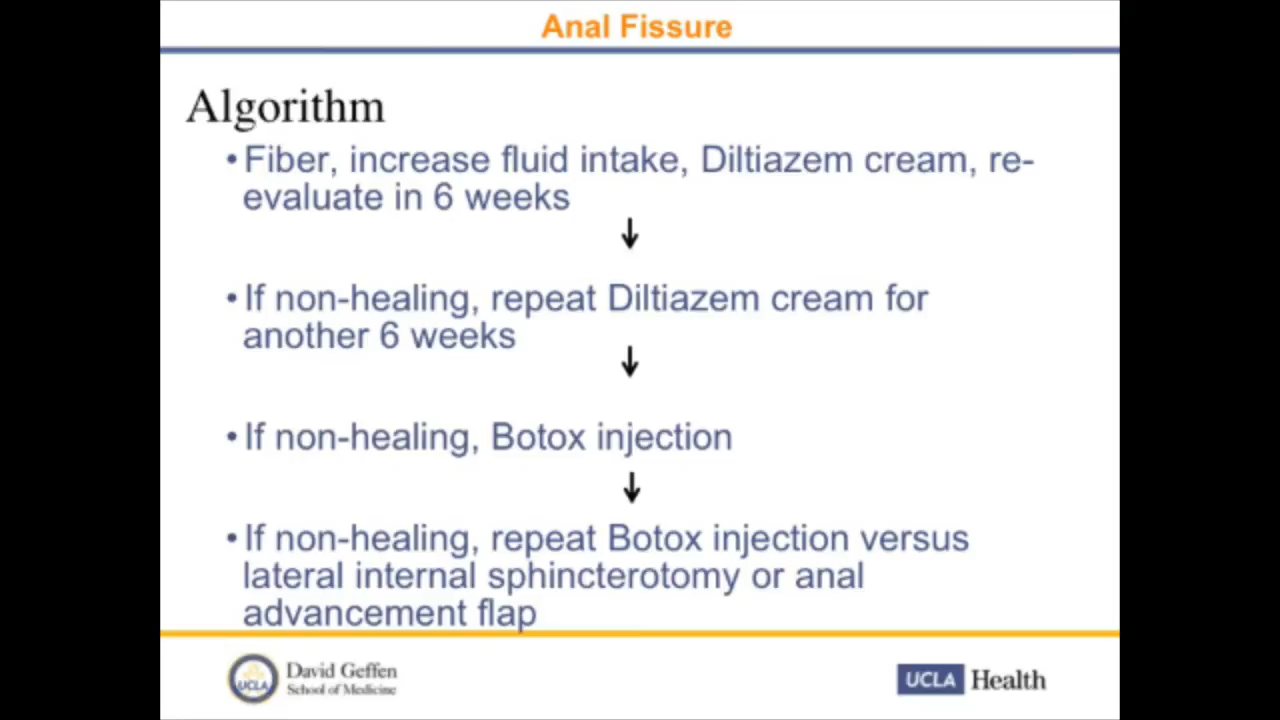 Anal Fissure
Algorithm
• Fiber, increase fluid intake, Diltiazem cream, re-
evaluate in 6 weeks
• If non-healing, repeat Diltiazem cream for
another 6 weeks
• If non-healing, Botox injection
• If non-healing, repeat Botox injection versus
lateral internal sphincterotomy or anal
advancement flap
UCLA
David Geffen
School of Medicine
UCLA Health